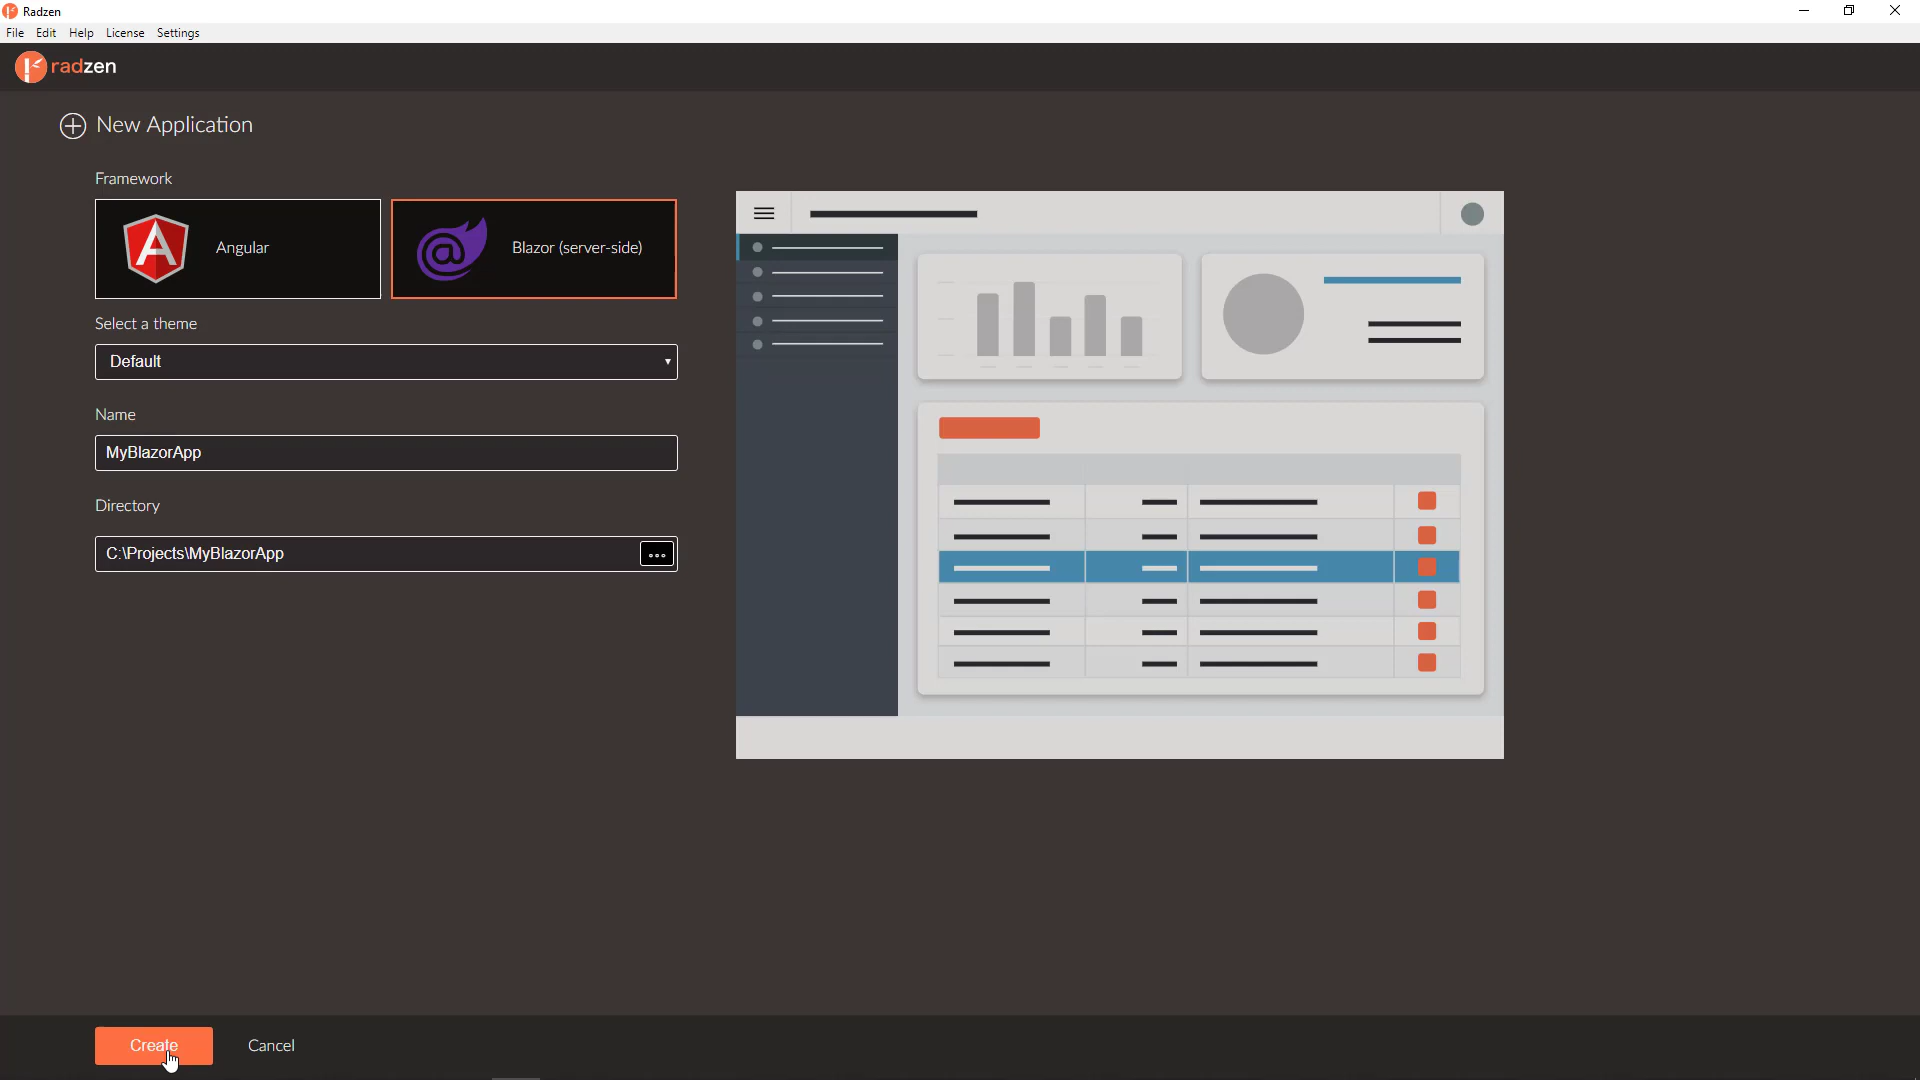 Radzen
File Edit Help License Settings
radzen
New Application
Framework
Angular
Blazor (server-side)
Select a theme
Default
Name
MyBlazorApp
Directory
C:\Projects\MyBlazorApp
...
Create
Cancel